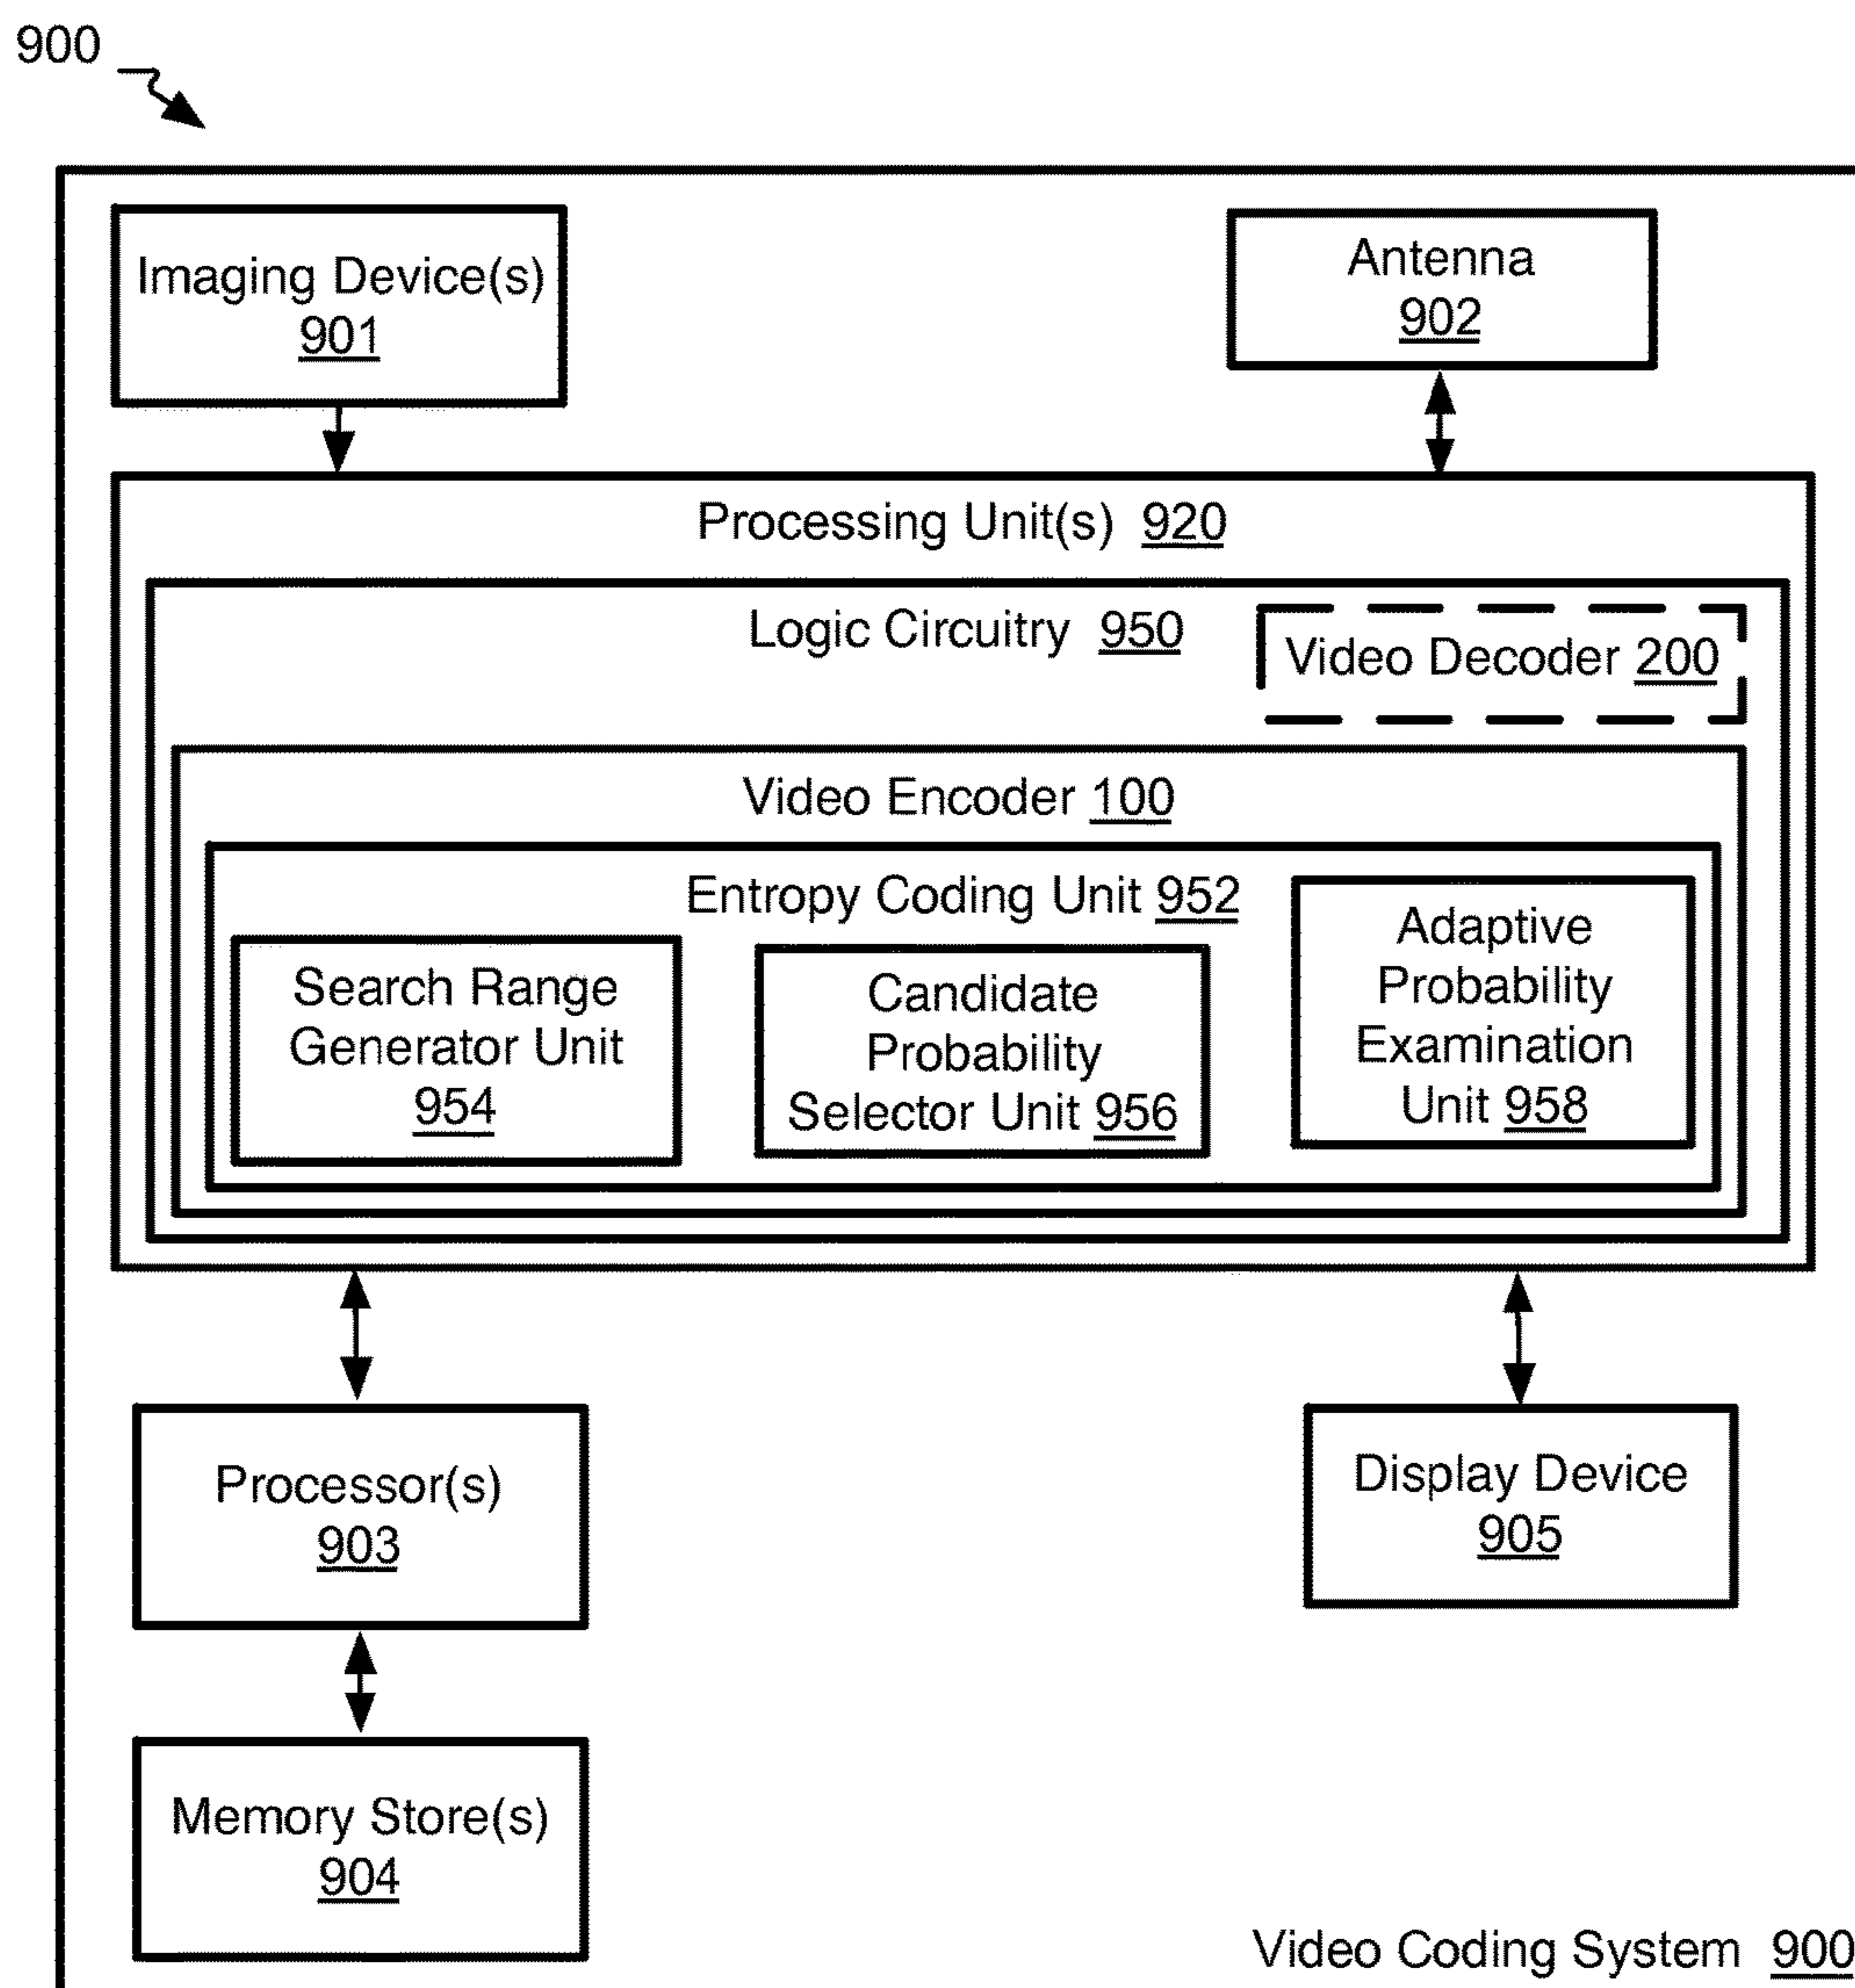 900
Imaging Device(s)
901
Antenna
902
Processing Unit(s) 920
Logic Circuitry 950
Video Decoder 200
Video Encoder 100
Entropy Coding Unit 952
Search Range
Generator Unit
954
Candidate
Probability
Selector Unit 956
Adaptive
Probability
Examination
Unit 958
Processor(s)
903
Display Device
905
Memory Store(s)
904
Video Coding System 900